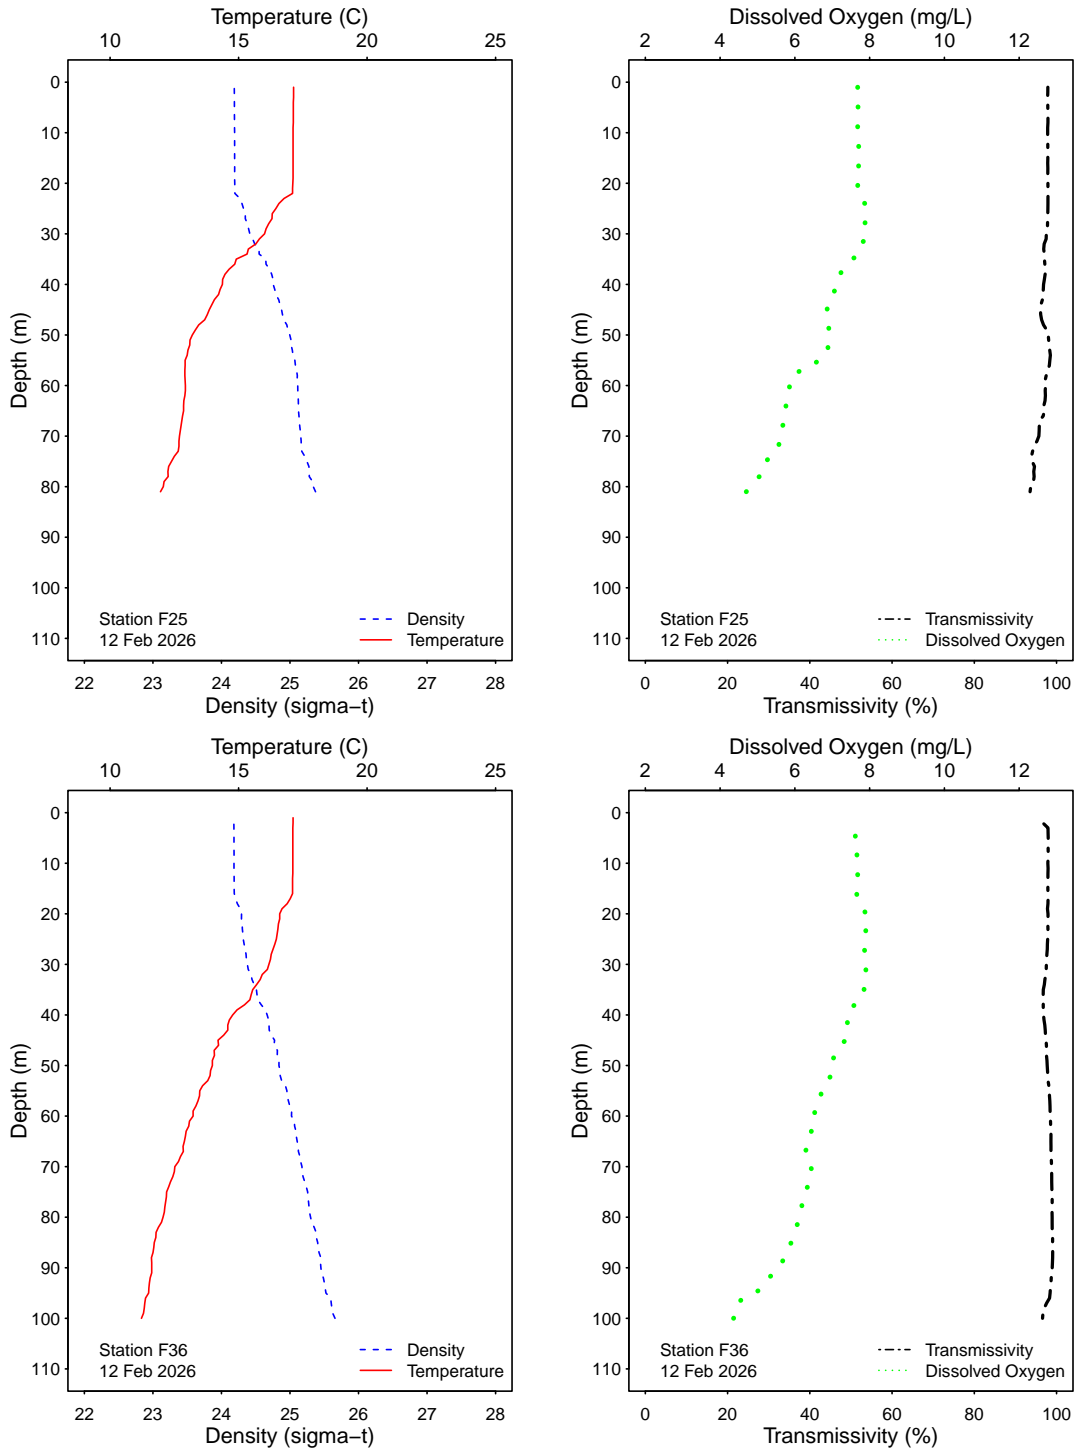 Temperature (C)
10 15 20 25
0
10
20
30
40
50
60
70
80
90
100
110
Depth (m)
Station F25
12 Feb 2026
Density
Temperature
22 23 24 25 26 27 28
Density (sigma−t)
Dissolved Oxygen (mg/L)
2 4 6 8 10 12
0
10
20
30
40
50
60
70
80
90
100
110
Depth (m)
Station F25
12 Feb 2026
Transmissivity
Dissolved Oxygen
0 20 40 60 80 100
Transmissivity (%)
Temperature (C)
10 15 20 25
0
10
20
30
40
50
60
70
80
90
100
110
Depth (m)
Station F36
12 Feb 2026
Density
Temperature
22 23 24 25 26 27 28
Density (sigma−t)
Dissolved Oxygen (mg/L)
2 4 6 8 10 12
0
10
20
30
40
50
60
70
80
90
100
110
Depth (m)
Station F36
12 Feb 2026
Transmissivity
Dissolved Oxygen
0 20 40 60 80 100
Transmissivity (%)